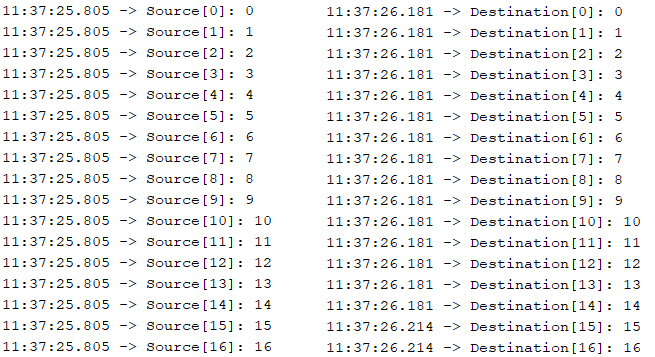 11:37:25.805 -> Source[0]: 0
11:37:25.805 -> Source[1]: 1
11:37:25.805 -> Source[2]: 2
11:37:25.805 -> Source[3]: 3
11:37:25.805 -> Source[4]: 4
11:37:25.805 -> Source[5]: 5
11:37:25.805 -> Source[6]: 6
11:37:25.805 -> Source[7]: 7
11:37:25.805 -> Source[8]: 8
11:37:25.805 -> Source[9]: 9
11:37:25.805 -> Source[10]: 10
11:37:25.805 -> Source[11]: 11
11:37:25.805 -> Source[12]: 12
11:37:25.805 -> Source[13]: 13
11:37:25.805 -> Source[14]: 14
11:37:25.805 -> Source[15]: 15
11:37:25.805 -> Source[16]: 16
11:37:26.181 -> Destination[0]: 0
11:37:26.181 -> Destination[1]: 1
11:37:26.181 -> Destination[2]: 2
11:37:26.181 -> Destination[3]: 3
11:37:26.181 -> Destination[4]: 4
11:37:26.181 -> Destination[5]: 5
11:37:26.181 -> Destination[6]: 6
11:37:26.181 -> Destination[7]: 7
11:37:26.181 -> Destination[8]: 8
11:37:26.181 -> Destination[9]: 9
11:37:26.181 -> Destination[10]: 10
11:37:26.181 -> Destination[11]: 11
11:37:26.181 -> Destination[12]: 12
11:37:26.181 -> Destination[13]: 13
11:37:26.181 -> Destination[14]: 14
11:37:26.214 -> Destination[15]: 15
11:37:26.214 -> Destination[16]: 16